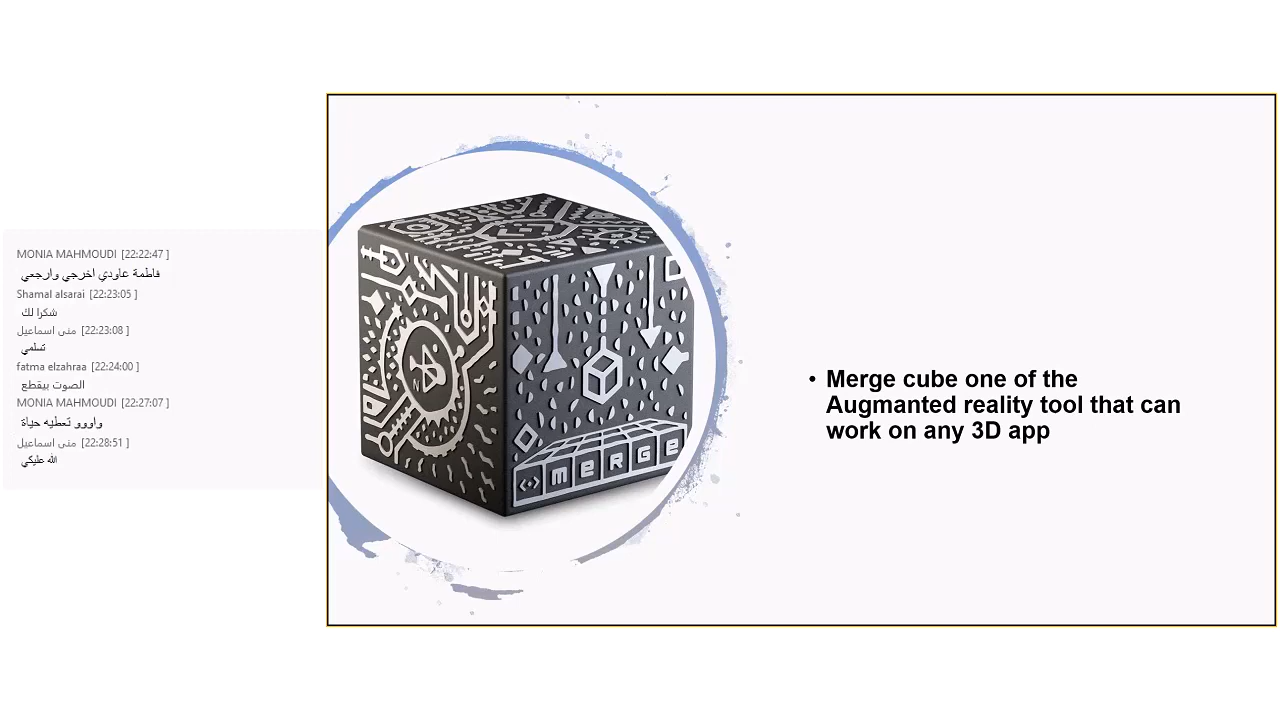 MONIA MAHMOUDI [22:22:47 ]
فاطمة عاودي اخرجي وارجعي
Shamal alsarai [22:23:05 ]
شكرا لك
منى اسماعيل [22:23:08 ]
تسلمي
fatma elzahraa [22:24:00 ]
الصوت بيقطع
MONIA MAHMOUDI [22:27:07 ]
واووو تعطيه حياة
منى اسماعيل [22:28:51 ]
الله عليكي
N
merge
• Merge cube one of the
Augmanted reality tool that can
work on any 3D app